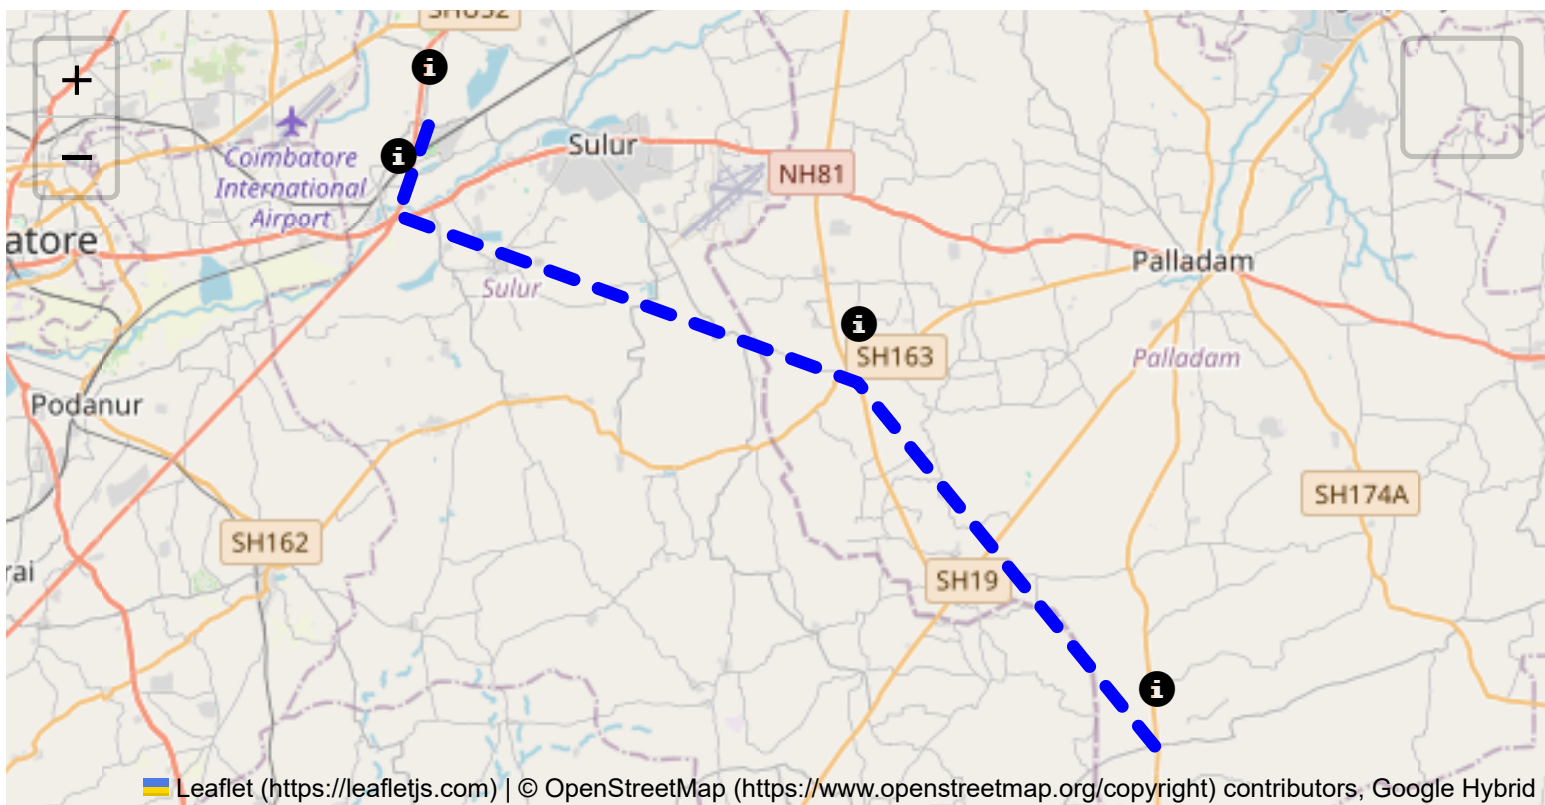 +
−
Coimbatore
International
Airport
Sulur
NH81
atore
Palladam
Sulur
SH163
Palladam
Podanur
SH174A
SH162
rai
SH19
Leaflet (https://leafletjs.com) | © OpenStreetMap (https://www.openstreetmap.org/copyright) contributors, Google Hybrid